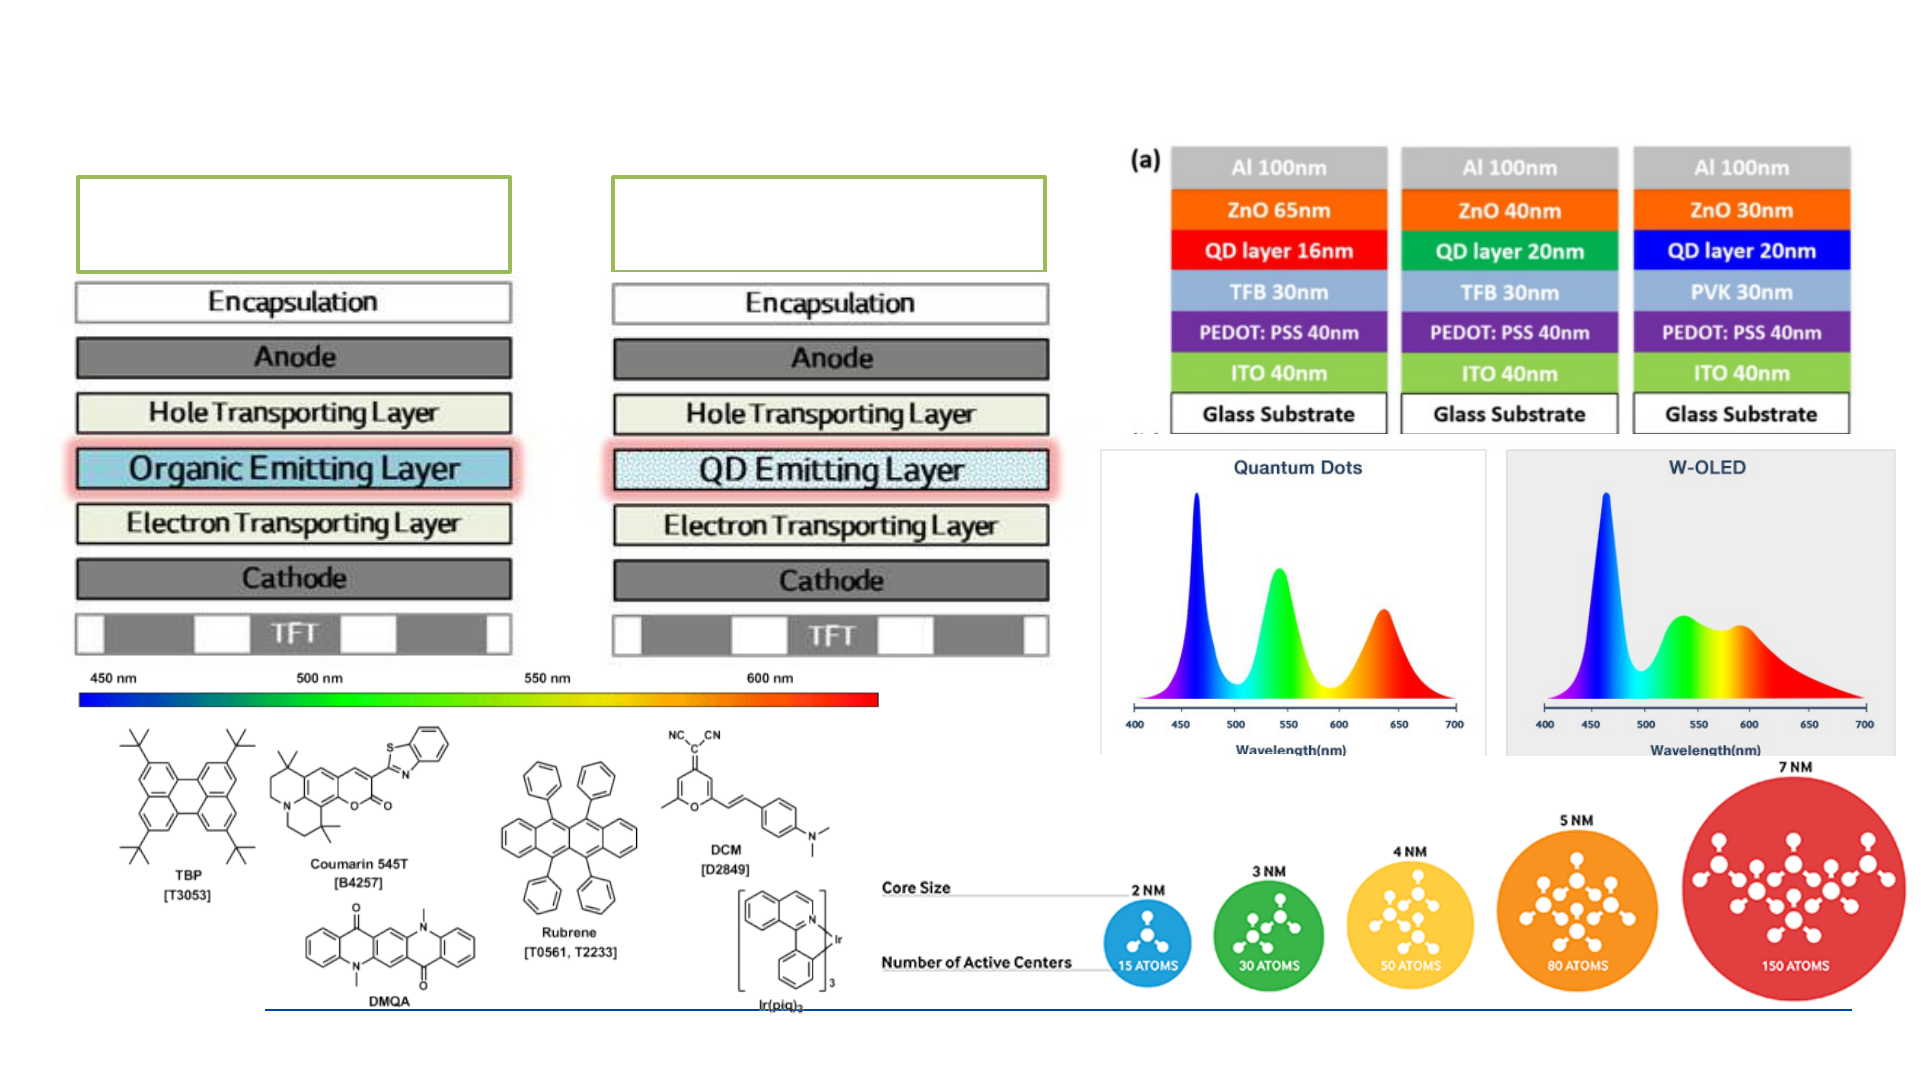 Encapsulation
Anode
Hole Transporting Layer
Organic Emitting Layer
Electron Transporting Layer
Cathode
TFT
Encapsulation
Anode
Hole Transporting Layer
QD Emitting Layer
Electron Transporting Layer
Cathode
TFT
(a)
Al 100nm
ZnO 65nm
QD layer 16nm
TFB 30nm
PEDOT: PSS 40nm
ITO 40nm
Glass Substrate
Al 100nm
ZnO 40nm
QD layer 20nm
TFB 30nm
PEDOT: PSS 40nm
ITO 40nm
Glass Substrate
Al 100nm
ZnO 30nm
QD layer 20nm
PVK 30nm
PEDOT: PSS 40nm
ITO 40nm
Glass Substrate
Quantum Dots
400 450 500 550 600 650 700
Wavelength(nm)
W-OLED
400 450 500 550 600 650 700
Wavelength(nm)
450 nm 500 nm 550 nm 600 nm
TBP
[T3053]
S
N
N
O
O
Coumarin 545T
[B4257]
O
N
N
O
DMQA
Rubrene
[T0561, T2233]
NC CN
C
O
N
DCM
[D2849]
N
Ir
3
Ir(piq)3
Core Size
Number of Active Centers
2 NM
15 ATOMS
3 NM
30 ATOMS
4 NM
50 ATOMS
5 NM
80 ATOMS
7 NM
150 ATOMS